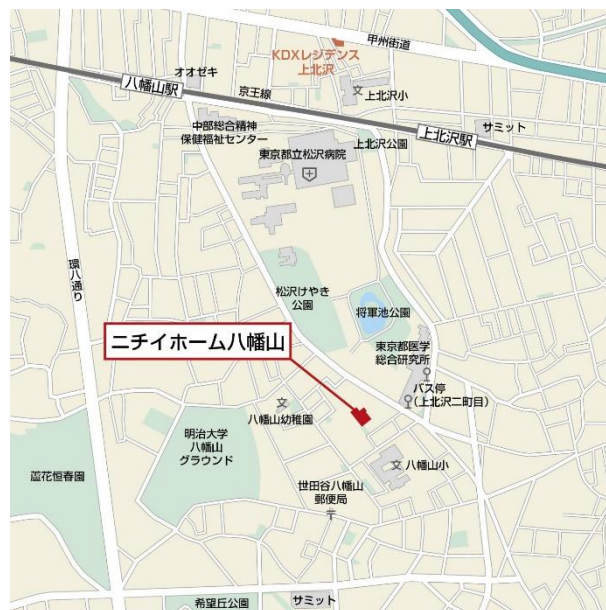 甲州街道
KDXレジデンス
上北沢
オオゼキ
八幡山駅
京王線
文 上北沢小
サミット
上北沢駅
中部総合精神
保健福祉センター
上北沢公園
東京都立松沢病院
環八通り
松沢けやき
公園
将軍池公園
ニチイホーム八幡山
東京都医学
総合研究所
バス停
(上北沢二町目)
文
八幡山幼稚園
明治大学
八幡山
グラウンド
文 八幡山小
蘆花恒春園
世田谷八幡山
郵便局
〒
希望丘公園
サミット